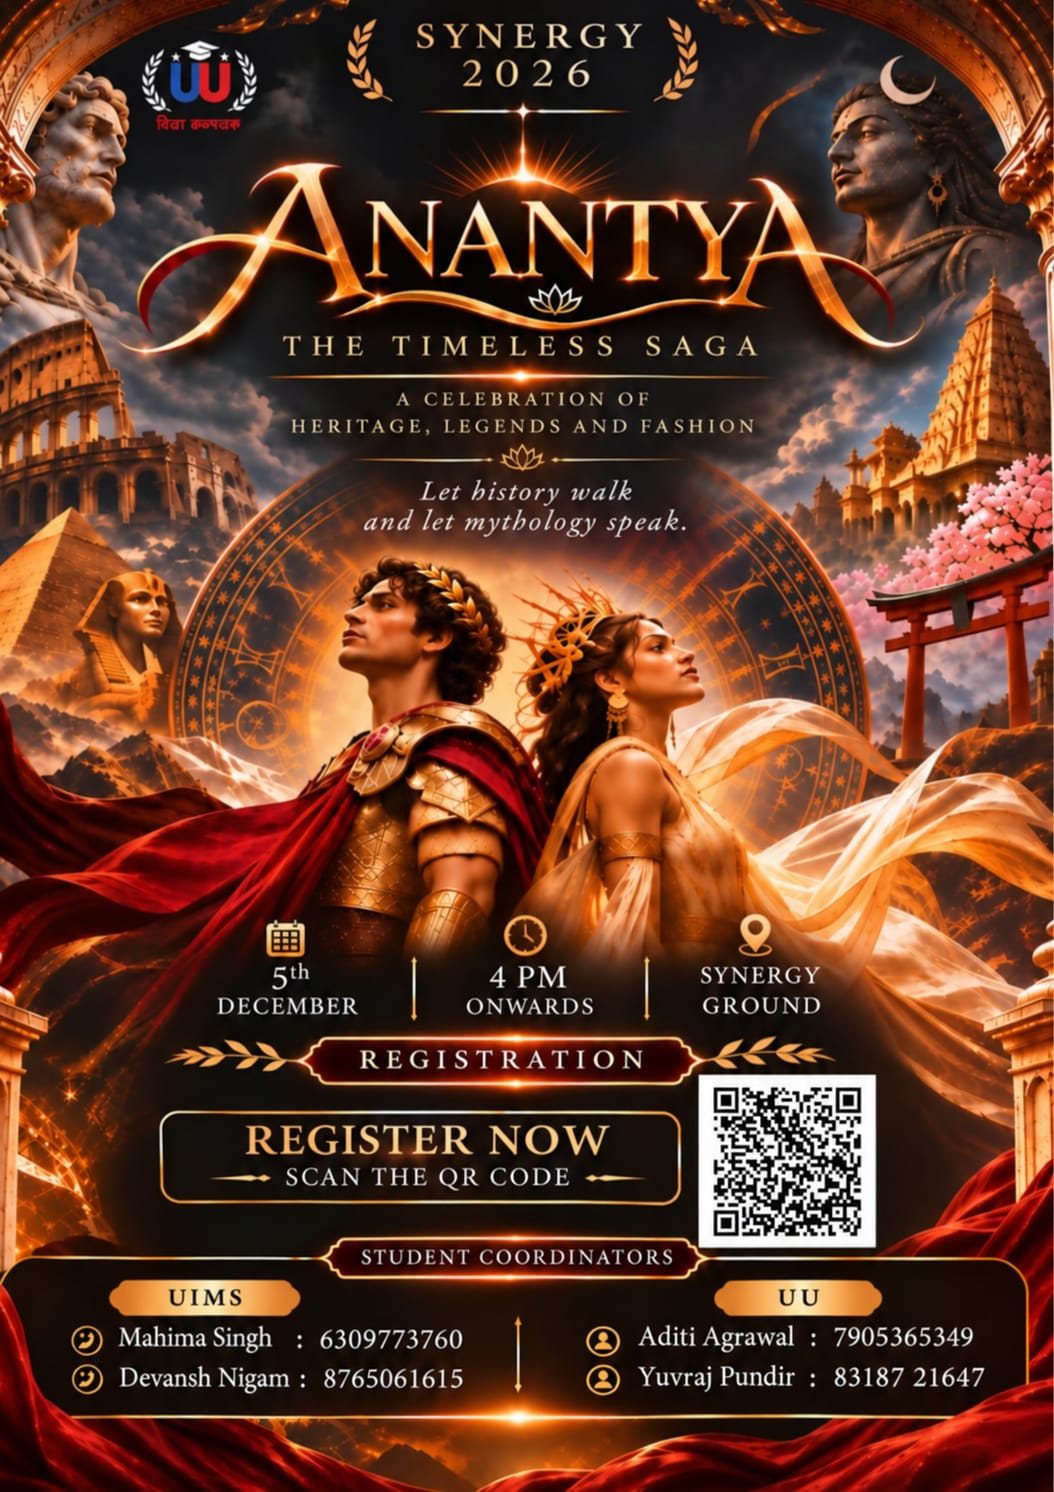 SYNERGY
2026
UU
ANANTYA
THE TIMELESS SAGA
A CELEBRATION OF
HERITAGE, LEGENDS AND FASHION
Let history walk
and let mythology speak.
5th
DECEMBER
4 PM
ONWARDS
SYNERGY
GROUND
REGISTRATION
REGISTER NOW
SCAN THE QR CODE
STUDENT COORDINATORS
UIMS
Mahima Singh : 6309773760
Devansh Nigam : 8765061615
UU
Aditi Agrawal : 7905365349
Yuvraj Pundir : 83187 21647